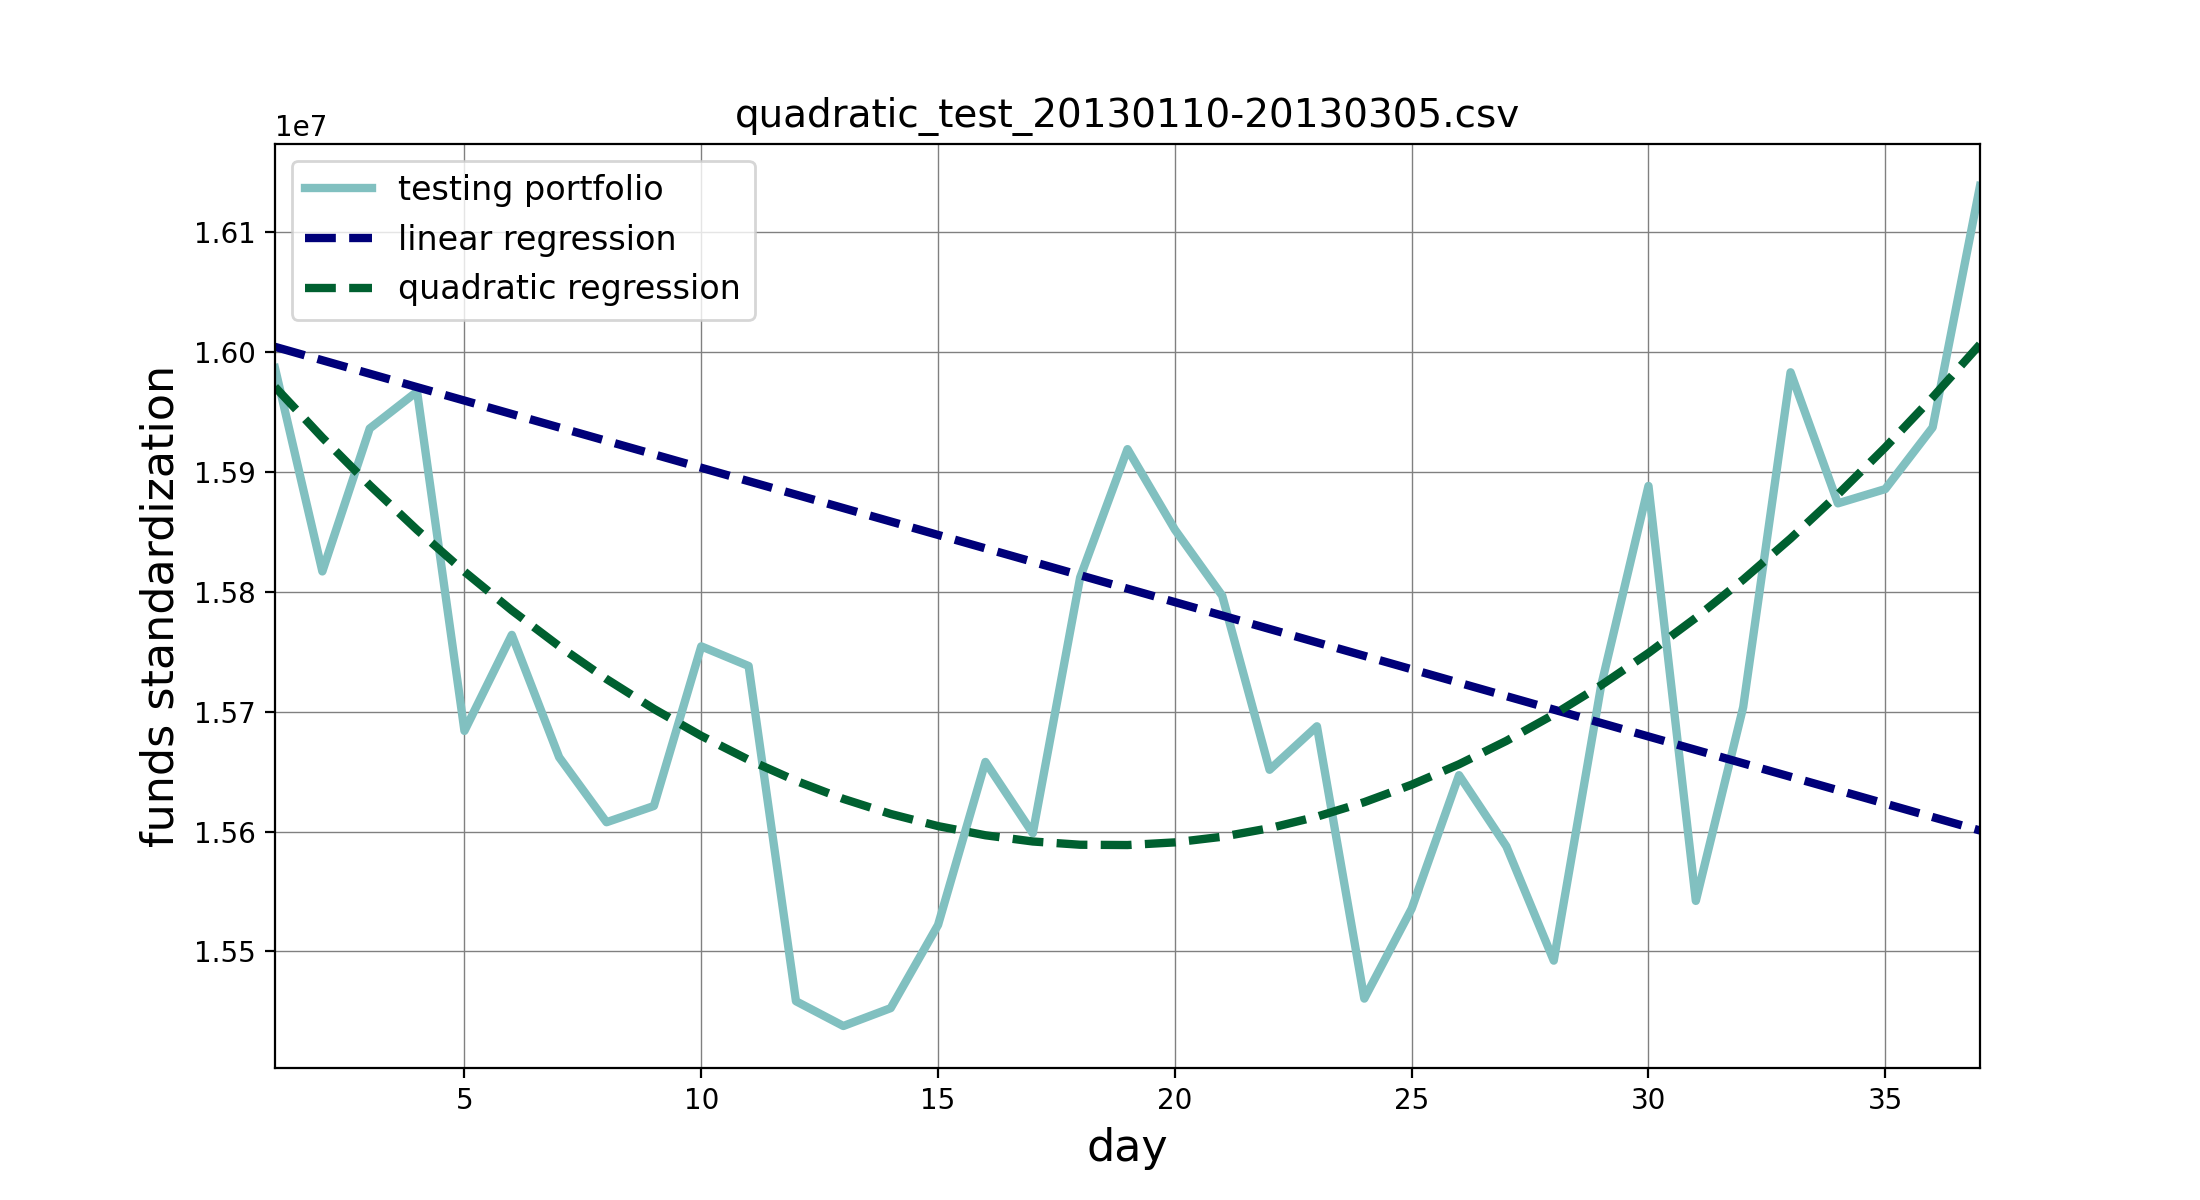 quadratic_test_20130110-20130305.csv
1e7
testing portfolio
linear regression
quadratic regression
1.61
1.60
1.59
1.58
1.57
1.56
1.55
funds standardization
5 10 15 20 25 30 35
day